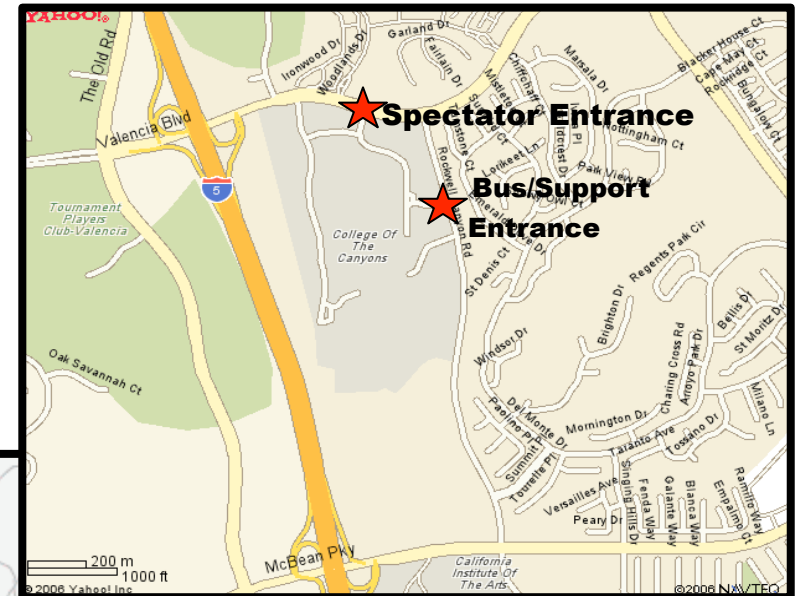 YAHOO!®
The Old Rd
Ironwood Dr
Woodlands Dr
Garland Dr
Fairlain Dr
Chiffchaff Ct
Marsala Dr
Blacker House Ct
Cape May Ct
Rockridge Ct
Bungalow Ct
Valencia Blvd
Spectator Entrance
Nottingham Ct
Lorikeet Ln
Park View
5
Tournament
Players
Club-Valencia
College Of
The
Canyons
Bus/Support
Entrance
Rockwell Canyon Rd
St Denis Ct
Regents Park Cir
Brighton Dr
Bellis Dr
St Moritz Dr
Charing Cross Rd
Arroyo Park Dr
Windsor Dr
Oak Savannah Ct
Milano Ln
Paolino Pl
Del Monte Dr
Mornington Dr
Taranto Ave
Tossano Dr
Summit Pl
Tourelle Pl
Versailles Ave
Peary Dr
Singing Hills Dr
Fenda Way
Galante Way
Blanca Way
Empalmo Ct
Ramillo Way
McBean Pky
California
Institute Of
The Arts
200 m
1000 ft
© 2006 Yahoo! Inc
©2006 NAVTEQ